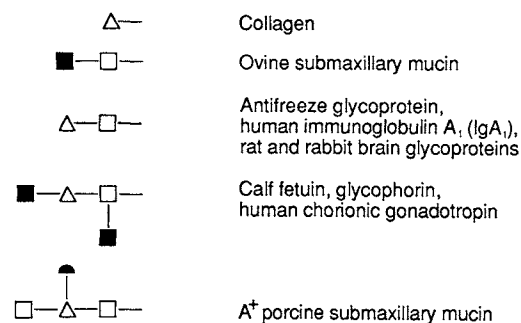 Collagen
Ovine submaxillary mucin
Antifreeze glycoprotein,
human immunoglobulin A₁ (IgA₁),
rat and rabbit brain glycoproteins
Calf fetuin, glycophorin,
human chorionic gonadotropin
A⁺ porcine submaxillary mucin